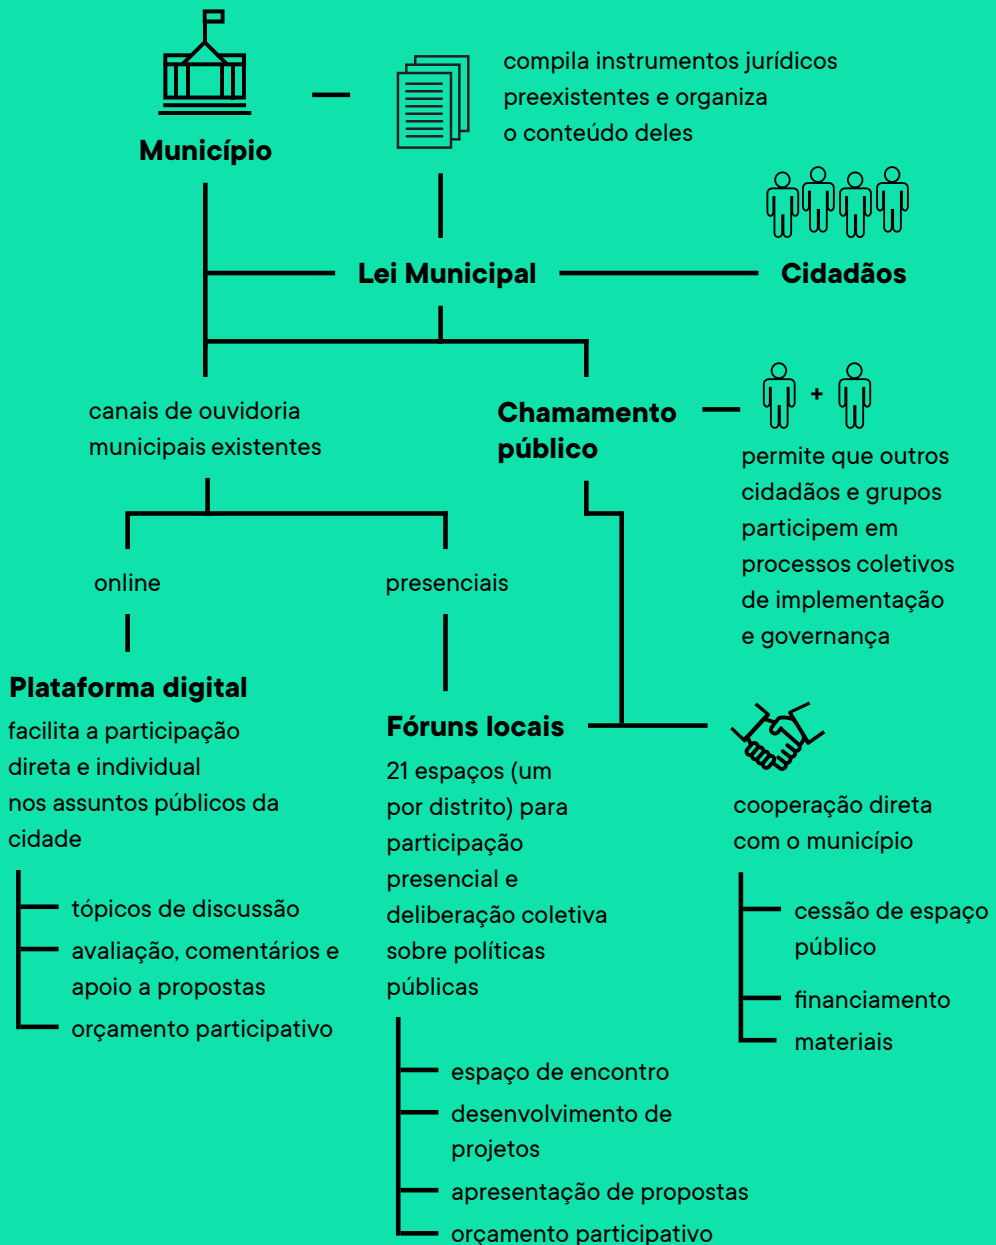 compila instrumentos jurídicos
preexistentes e organiza
o conteúdo deles
Município
Lei Municipal
Cidadãos
canais de ouvidoria
municipais existentes
Chamamento
público
+
permite que outros
cidadãos e grupos
participem em
processos coletivos
de implementação
e governança
online
presenciais
Plataforma digital
facilita a participação
direta e individual
nos assuntos públicos da
cidade
tópicos de discussão
avaliação, comentários e
apoio a propostas
orçamento participativo
Fóruns locais
21 espaços (um
por distrito) para
participação
presencial e
deliberação coletiva
sobre políticas
públicas
espaço de encontro
desenvolvimento de
projetos
apresentação de propostas
orçamento participativo
cooperação direta
com o município
cessão de espaço
público
financiamento
materiais